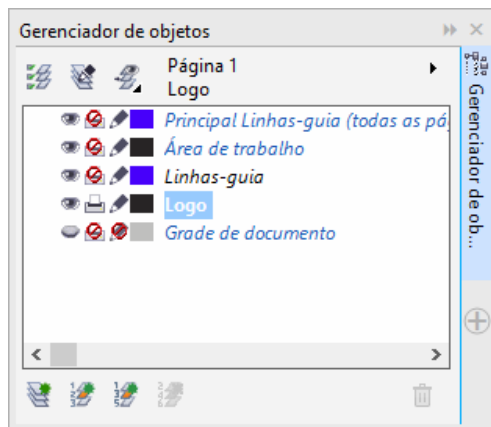 Gerenciador de objetos
Página 1
Logo
Principal Linhas-guia (todas as pá
Área de trabalho
Linhas-guia
Logo
Grade de documento
Gerenciador de ob...